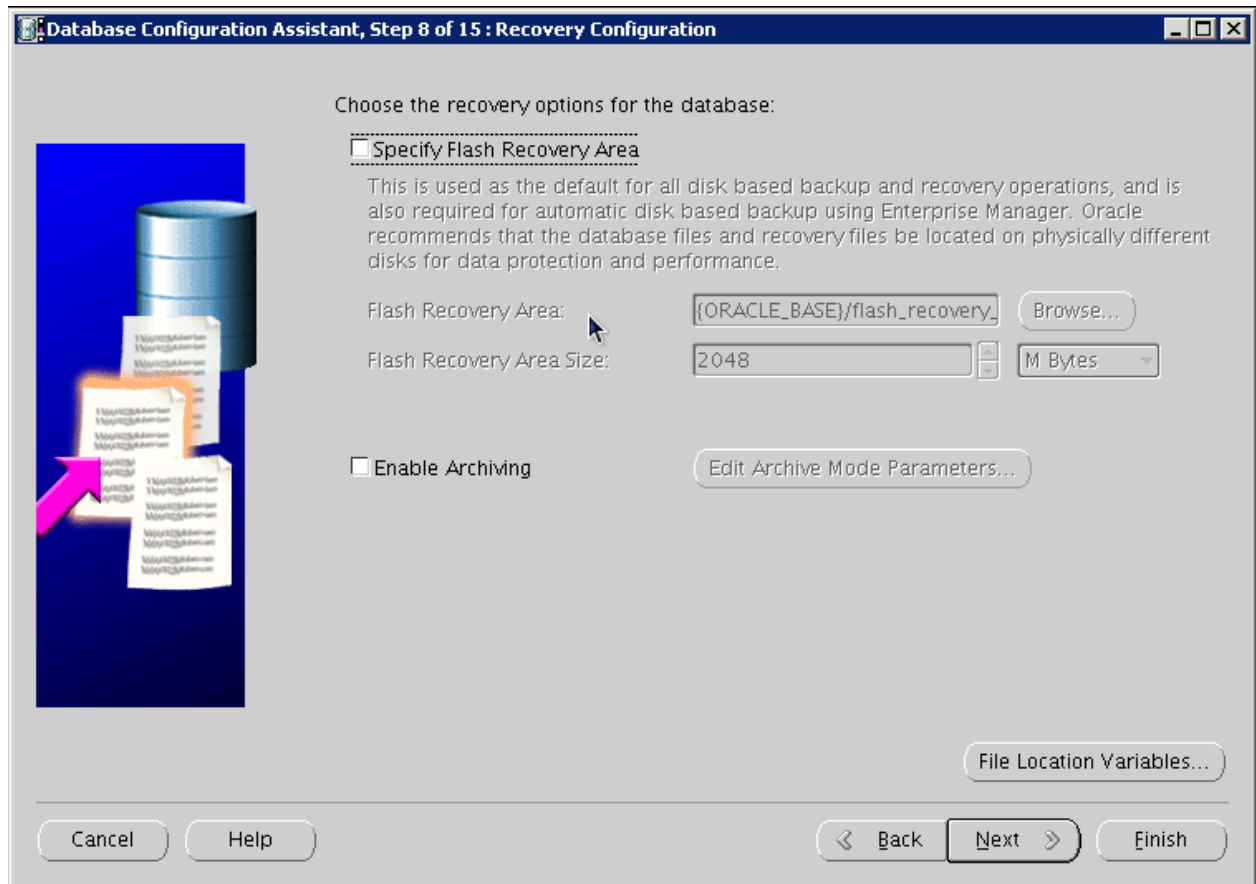 Database Configuration Assistant, Step 8 of 15 : Recovery Configuration
Choose the recovery options for the database:
Specify Flash Recovery Area
This is used as the default for all disk based backup and recovery operations, and is
also required for automatic disk based backup using Enterprise Manager. Oracle
recommends that the database files and recovery files be located on physically different
disks for data protection and performance.
Flash Recovery Area: {ORACLE_BASE}/flash_recovery_ Browse...
Flash Recovery Area Size: 2048 M Bytes
Enable Archiving Edit Archive Mode Parameters...
File Location Variables...
Cancel Help Back Next Finish